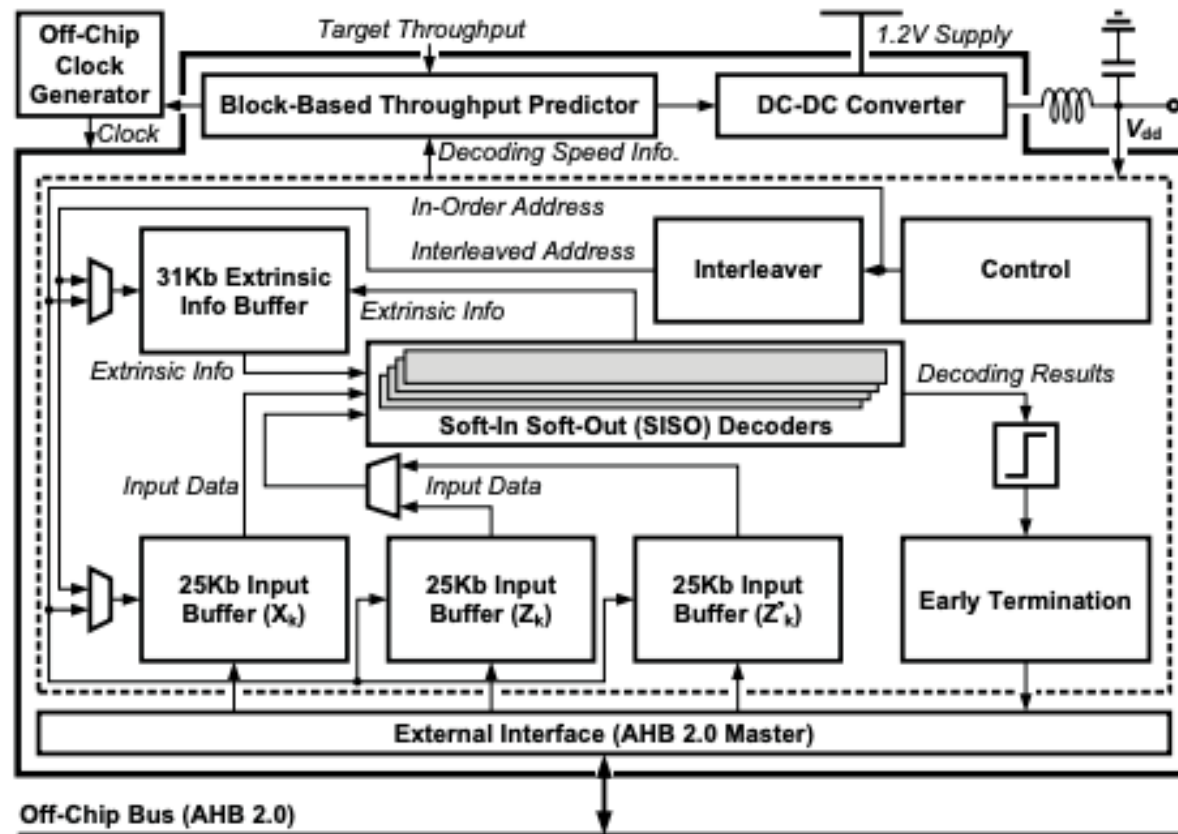 Off-Chip
Clock
Generator
Target Throughput
1.2V Supply
Block-Based Throughput Predictor
DC-DC Converter
Clock
Decoding Speed Info.
Vdd
In-Order Address
Interleaved Address
31Kb Extrinsic
Info Buffer
Interleaver
Control
Extrinsic Info
Extrinsic Info
Decoding Results
Soft-In Soft-Out (SISO) Decoders
Input Data
Input Data
25Kb Input
Buffer (Xk)
25Kb Input
Buffer (Zk)
25Kb Input
Buffer (Z'k)
Early Termination
External Interface (AHB 2.0 Master)
Off-Chip Bus (AHB 2.0)